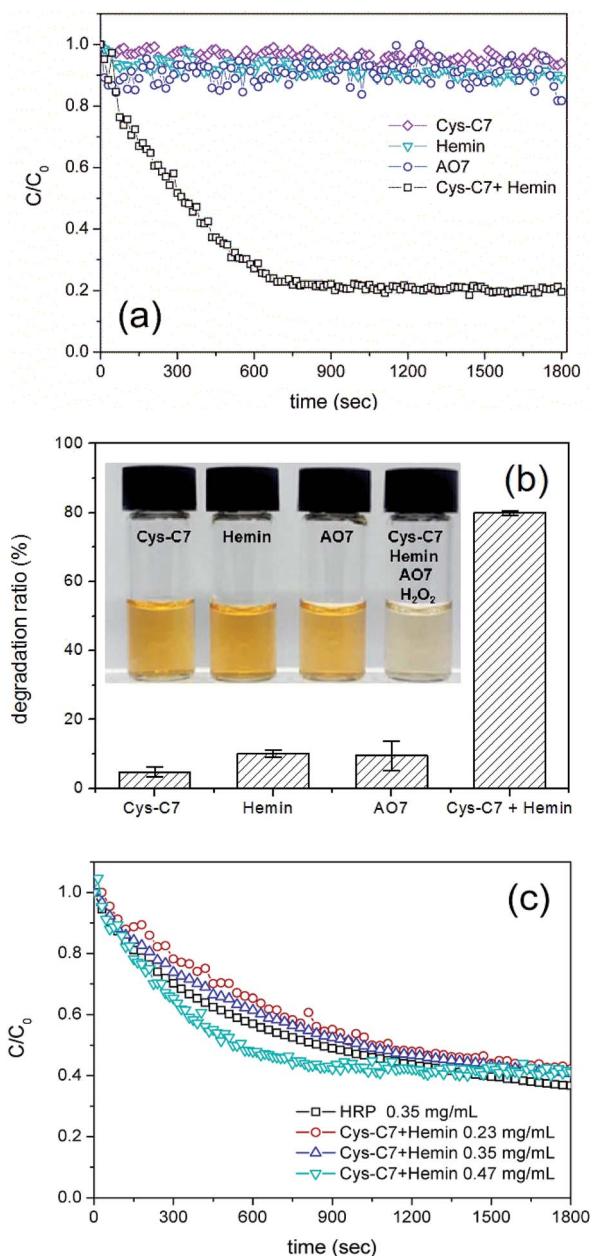 1.0
0.8
0.6
0.4
0.2
0.0
C/C0
Cys-C7
Hemin
AO7
Cys-C7+ Hemin
(a)
0 300 600 900 1200 1500 1800
time (sec)
100
80
60
40
20
0
degradation ratio (%)
(b)
Cys-C7 Hemin AO7 Cys-C7
Hemin
AO7
H2O2
Cys-C7 Hemin AO7 Cys-C7 + Hemin
1.0
0.8
0.6
0.4
0.2
0.0
C/C0
(c)
HRP 0.35 mg/mL
Cys-C7+Hemin 0.23 mg/mL
Cys-C7+Hemin 0.35 mg/mL
Cys-C7+Hemin 0.47 mg/mL
0 300 600 900 1200 1500 1800
time (sec)